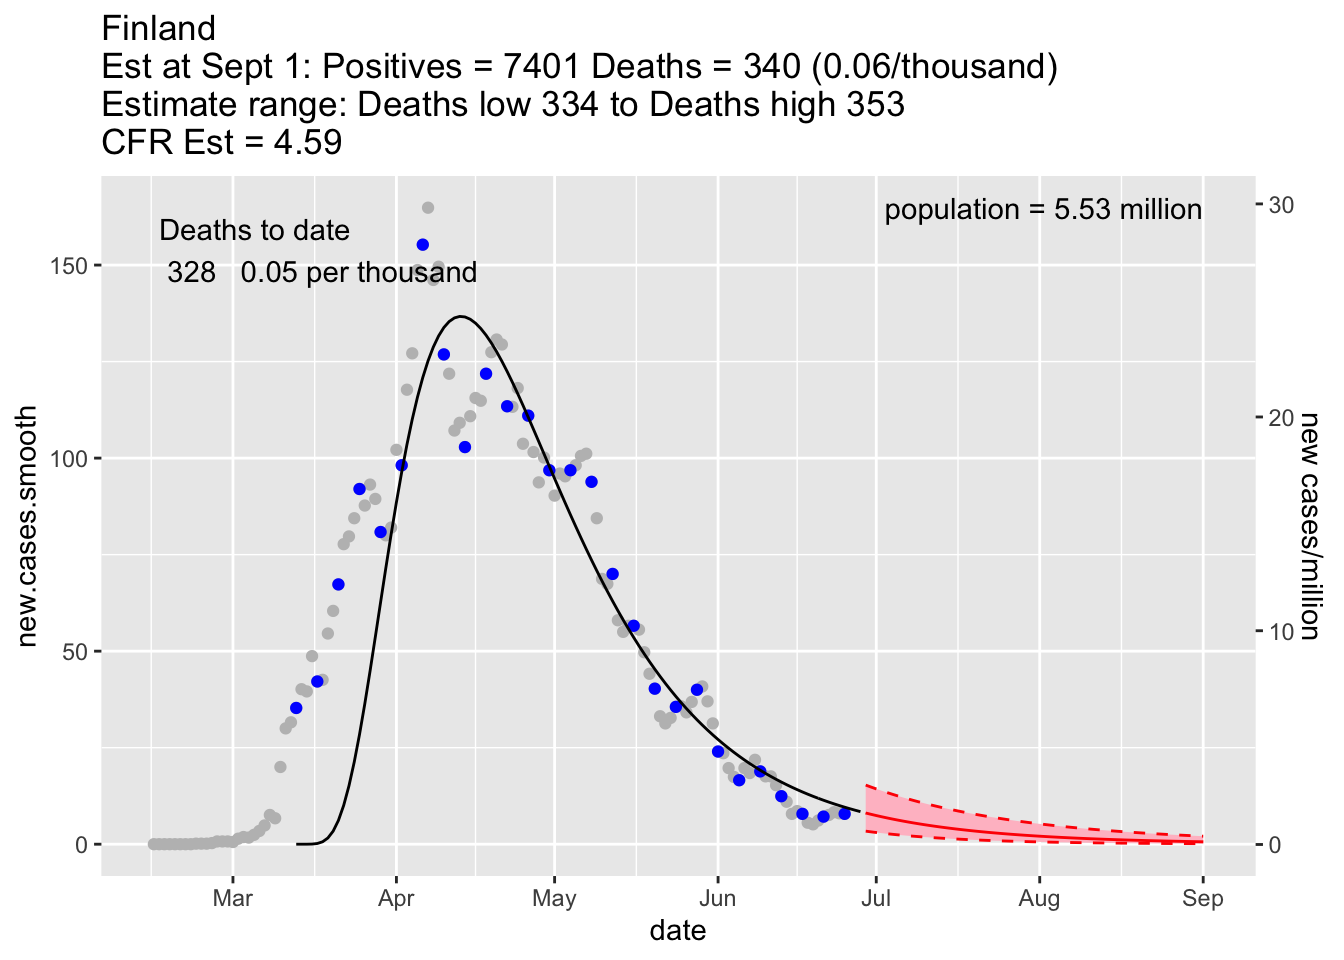 Finland
Est at Sept 1: Positives = 7401 Deaths = 340 (0.06/thousand)
Estimate range: Deaths low 334 to Deaths high 353
CFR Est = 4.59
Deaths to date
328 0.05 per thousand
population = 5.53 million
150
100
50
0
new.cases.smooth
30
20
10
0
new cases/million
Mar Apr May Jun Jul Aug Sep
date